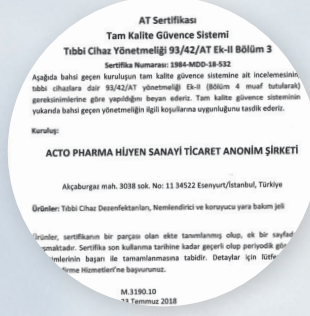 AT Sertifikası
Tam Kalite Güvence Sistemi
Tıbbi Cihaz Yönetmeliği 93/42/AT Ek-II Bölüm 3
Sertifika Numarası: 1984-MDD-18-532
Aşağıda bahsi geçen kuruluşun tam kalite güvence sistemine ait incelemesinin
tıbbi cihazlara dair 93/42/AT yönetmeliği Ek-II (Bölüm 4 muaf tutularak)
gereksinimlerine göre yapıldığını beyan ederiz. Tam kalite güvence sisteminin
yukarıda bahsi geçen yönetmeliğin ilgili koşullarına uygunluğunu tasdik ederiz.
Kuruluş:
ACTO PHARMA HİJYEN SANAYİ TİCARET ANONİM ŞİRKETİ
Akçaburgaz mah. 3038 sok. No: 11 34522 Esenyurt/İstanbul, Türkiye
Ürünler: Tıbbi Cihaz Dezenfektanları, Nemlendirici ve koruyucu yara bakım jeli
Ürünler, sertifikanın bir parçası olan ekte tanımlanmış olup, ek bir sayfad
şmaktadır. Sertifika son kullanma tarihine kadar geçerli olup periyodik gö
imlerinin başarı ile tamamlanmasına tabidir. Detaylar için lütfe
irme Hizmetleri'ne başvurunuz.
M.3190.10
23 Temmuz 2018